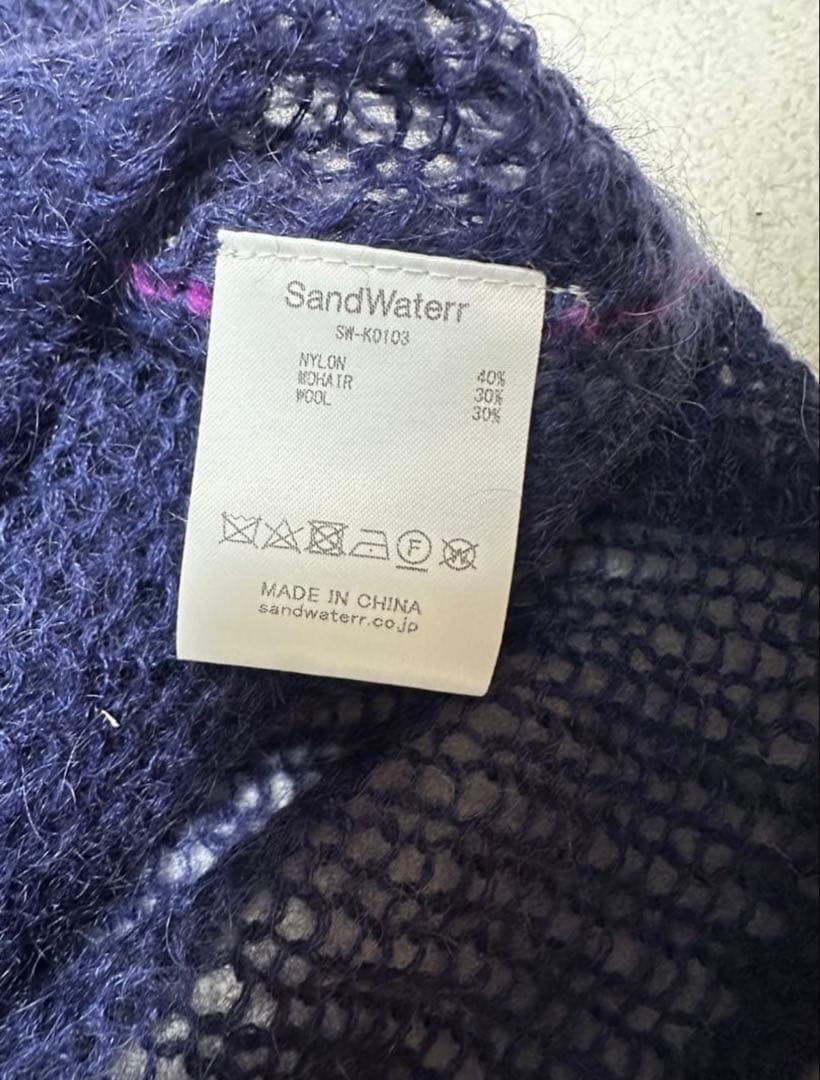 SandWaterr
SW-K0103
NYLON 40%
MOHAIR 30%
WOOL 30%
F W
MADE IN CHINA
sandwaterr.co.jp